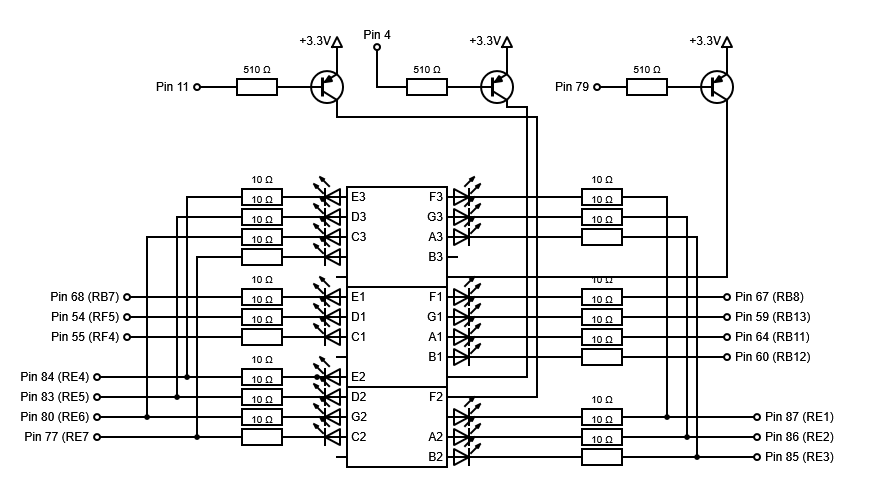 +3.3V Pin 4 +3.3V +3.3V
Pin 11 510 Ω 510 Ω Pin 79 510 Ω
10 Ω 10 Ω
10 Ω E3 F3 10 Ω
10 Ω D3 G3 10 Ω
10 Ω C3 A3
B3
10 Ω 10 Ω
Pin 68 (RB7) 10 Ω E1 F1 10 Ω Pin 67 (RB8)
Pin 54 (RF5) 10 Ω D1 G1 10 Ω Pin 59 (RB13)
Pin 55 (RF4) C1 A1 10 Ω Pin 64 (RB11)
B1 Pin 60 (RB12)
10 Ω
Pin 84 (RE4) 10 Ω E2
Pin 83 (RE5) 10 Ω D2 F2 10 Ω
Pin 80 (RE6) 10 Ω G2 10 Ω Pin 87 (RE1)
Pin 77 (RE7 C2 A2 10 Ω Pin 86 (RE2)
B2 Pin 85 (RE3)